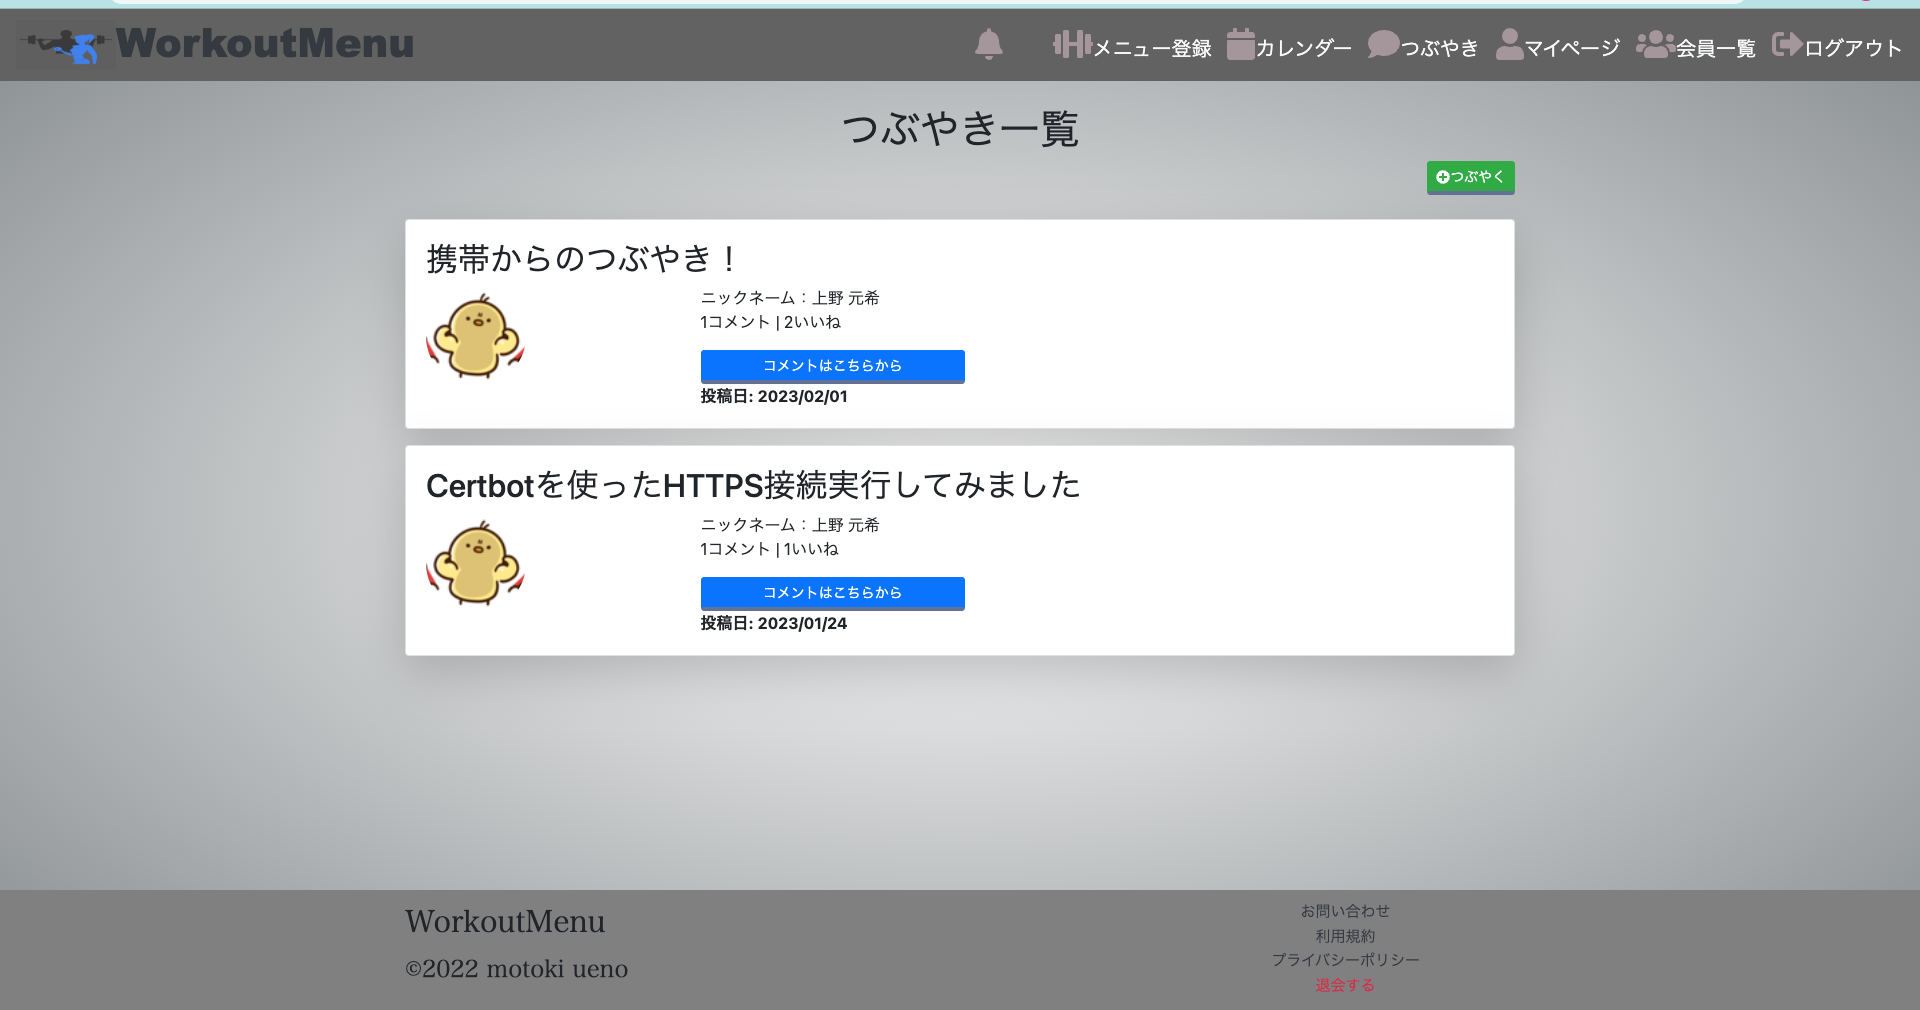 WorkoutMenu
メニュー登録 カレンダー つぶやき マイページ 会員一覧 ログアウト
つぶやき一覧
つぶやく
携帯からのつぶやき！
ニックネーム：上野 元希
1コメント | 2いいね
コメントはこちらから
投稿日: 2023/02/01
Certbotを使ったHTTPS接続実行してみました
ニックネーム：上野 元希
1コメント | 1いいね
コメントはこちらから
投稿日: 2023/01/24
WorkoutMenu
©2022 motoki ueno
お問い合わせ
利用規約
プライバシーポリシー
退会する